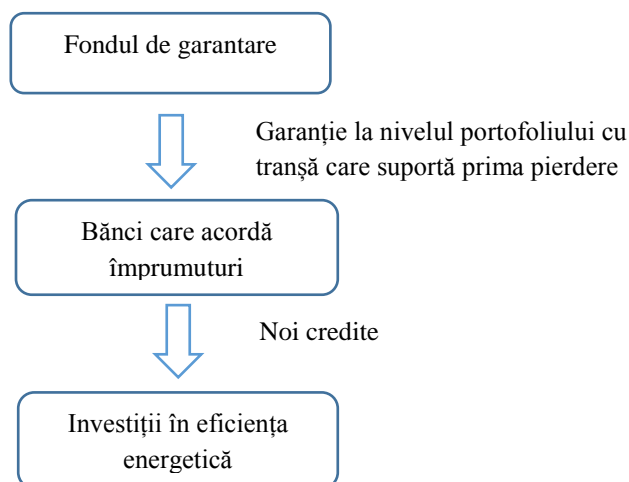 Fondul de garantare
Garanție la nivelul portofoliului cu
tranșă care suportă prima pierdere
Bănci care acordă
împrumuturi
Noi credite
Investiții în eficiența
energetică